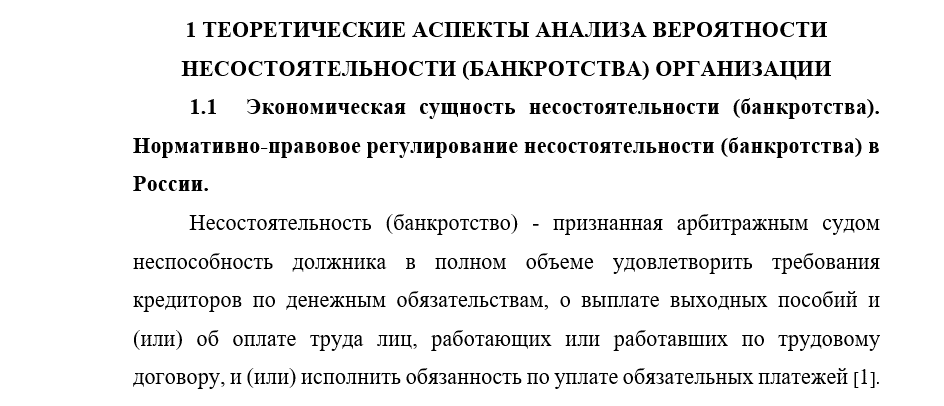 1 ТЕОРЕТИЧЕСКИЕ АСПЕКТЫ АНАЛИЗА ВЕРОЯТНОСТИ
НЕСОСТОЯТЕЛЬНОСТИ (БАНКРОТСТВА) ОРГАНИЗАЦИИ
1.1 Экономическая сущность несостоятельности (банкротства).
Нормативно-правовое регулирование несостоятельности (банкротства) в
России.
Несостоятельность (банкротство) - признанная арбитражным судом
неспособность должника в полном объеме удовлетворить требования
кредиторов по денежным обязательствам, о выплате выходных пособий и
(или) об оплате труда лиц, работающих или работавших по трудовому
договору, и (или) исполнить обязанность по уплате обязательных платежей [1].